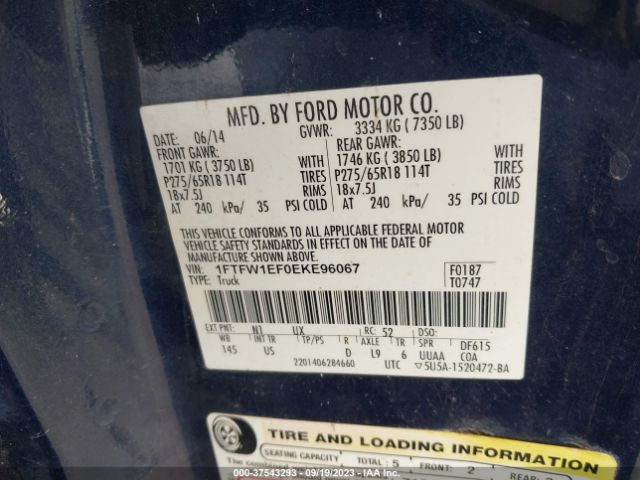 MFD. BY FORD MOTOR CO.
DATE: 06/14 GVWR: 3334 KG ( 7350 LB)
FRONT GAWR: REAR GAWR:
1701 KG ( 3750 LB) WITH 1746 KG ( 3850 LB) WITH
P275/65R18 114T TIRES P275/65R18 114T TIRES
18x7.5J RIMS 18x7.5J RIMS
AT 240 kPa/ 35 PSI COLD AT 240 kPa/ 35 PSI COLD
THIS VEHICLE CONFORMS TO ALL APPLICABLE FEDERAL MOTOR
VEHICLE SAFETY STANDARDS IN EFFECT ON THE DATE OF
MANUFACTURE SHOWN ABOVE.
VIN: 1FTFW1EF0EKE96067 F0187
TYPE: Truck T0747
EXT PNT: N1 UX RC: 52 DSO:
WB INT TR TP/PS R AXLE TR SPR DF615
145 US D L9 6 UUAA COA
2201406284660 UTC 5U5A-1520472-BA
TIRE AND LOADING INFORMATION
SEATING CAPACITY TOTAL : 5 FRONT: 2 REAR:
000-37543293 - 09/19/2023 -